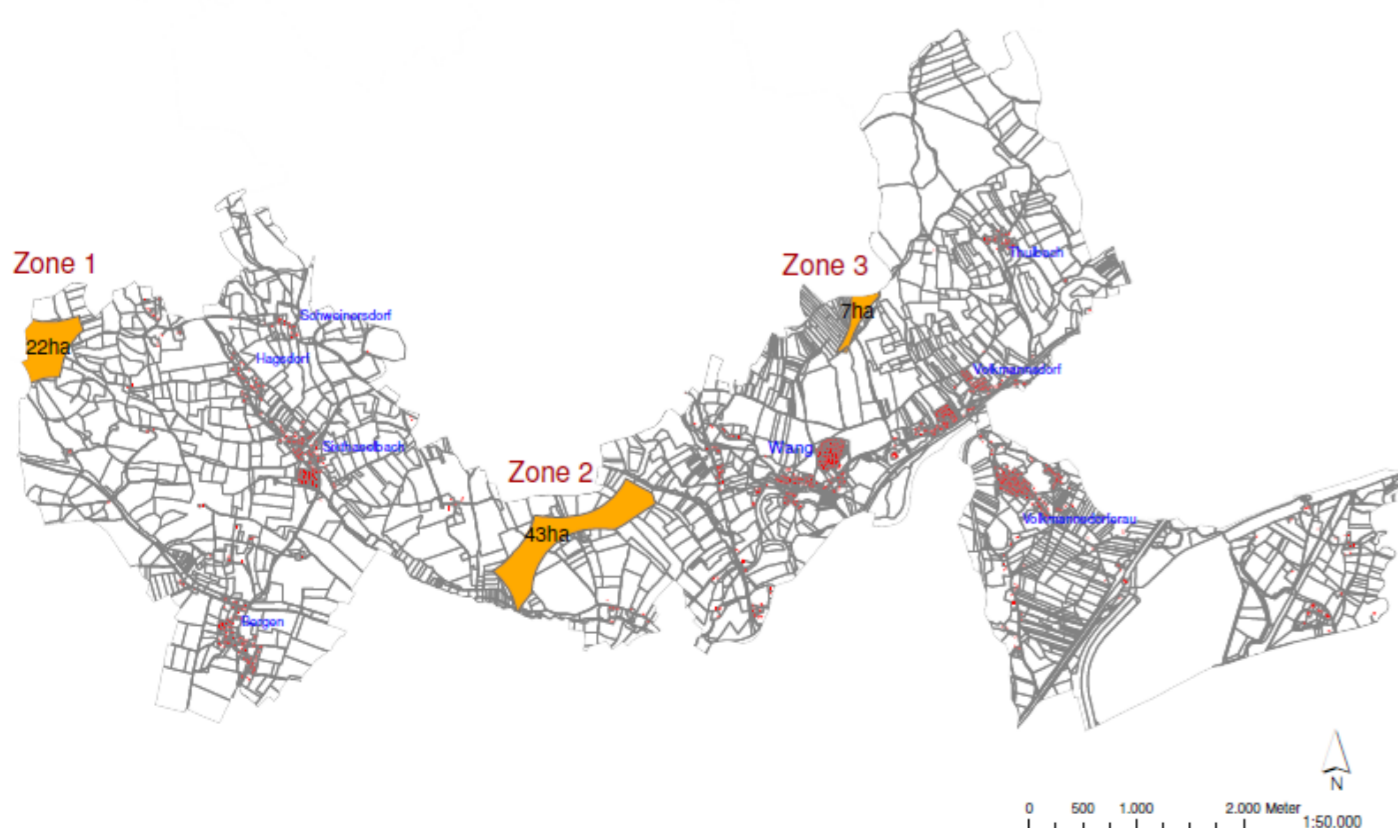 Thulbach
Zone 1
Zone 3
7ha
Schweinersdorf
22ha
Hagsdorf
Volkmannsdorf
Wang
Zone 2
43ha
Volkmannsdorferau
Bergen
N
0 500 1.000 2.000 Meter
1:50.000